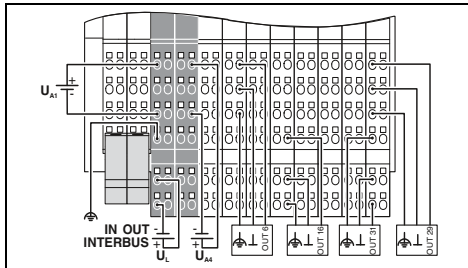 +
-
UA1
IN OUT
INTERBUS
-
+
UL
-
+
UA4
OUT 6
OUT 16
OUT 31
OUT 29